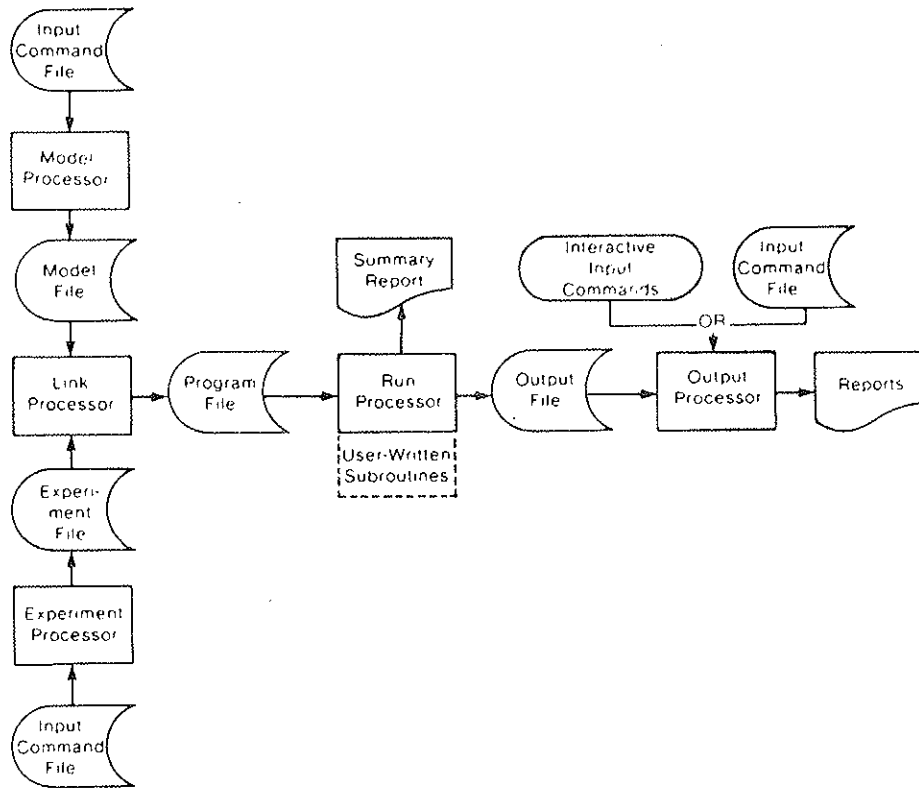 Input
Command
File
Model
Processor
Model
File
Summary
Report
Interactive
Input
Commands
Input
Command
File
OR
Link
Processor
Program
File
Run
Processor
Output
File
Output
Processor
Reports
User-Written
Subroutines
Experi-
ment
File
Experiment
Processor
Input
Command
File